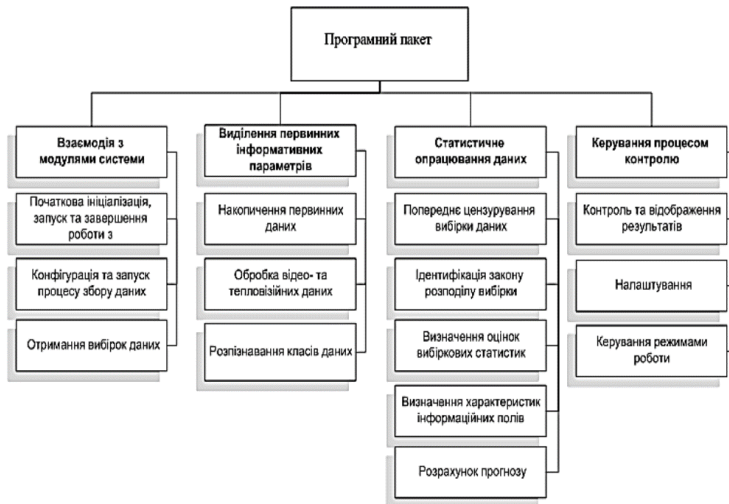 Програмний пакет
Взаємодія з
модулями системи
Початкова ініціалізація,
запуск та завершення
роботи з
Конфігурація та запуск
процесу збору даних
Отримання вибірок даних
Виділення первинних
інформативних
параметрів
Накопичення первинних
даних
Обробка відео- та
тепловізійних даних
Розпізнавання класів даних
Статистичне
опрацювання даних
Попереднє цензурування
вибірки даних
Ідентифікація закону
розподілу вибірки
Визначення оцінок
вибіркових статистик
Визначення характеристик
інформаційних полів
Розрахунок прогнозу
Керування процесом
контролю
Контроль та відображення
результатів
Налаштування
Керування режимами
роботи